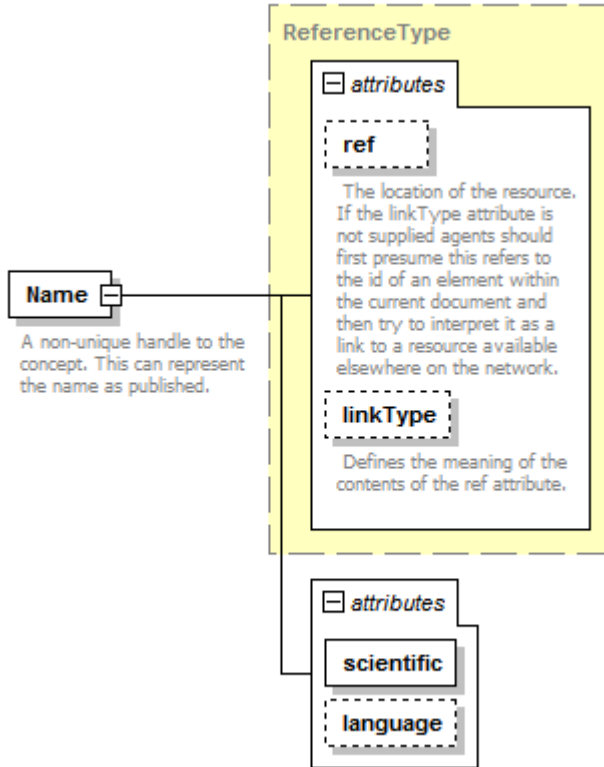 ReferenceType
attributes
ref
The location of the resource.
If the linkType attribute is
not supplied agents should
first presume this refers to
the id of an element within
the current document and
then try to interpret it as a
link to a resource available
elsewhere on the network.
Name
A non-unique handle to the
concept. This can represent
the name as published.
linkType
Defines the meaning of the
contents of the ref attribute.
attributes
scientific
language